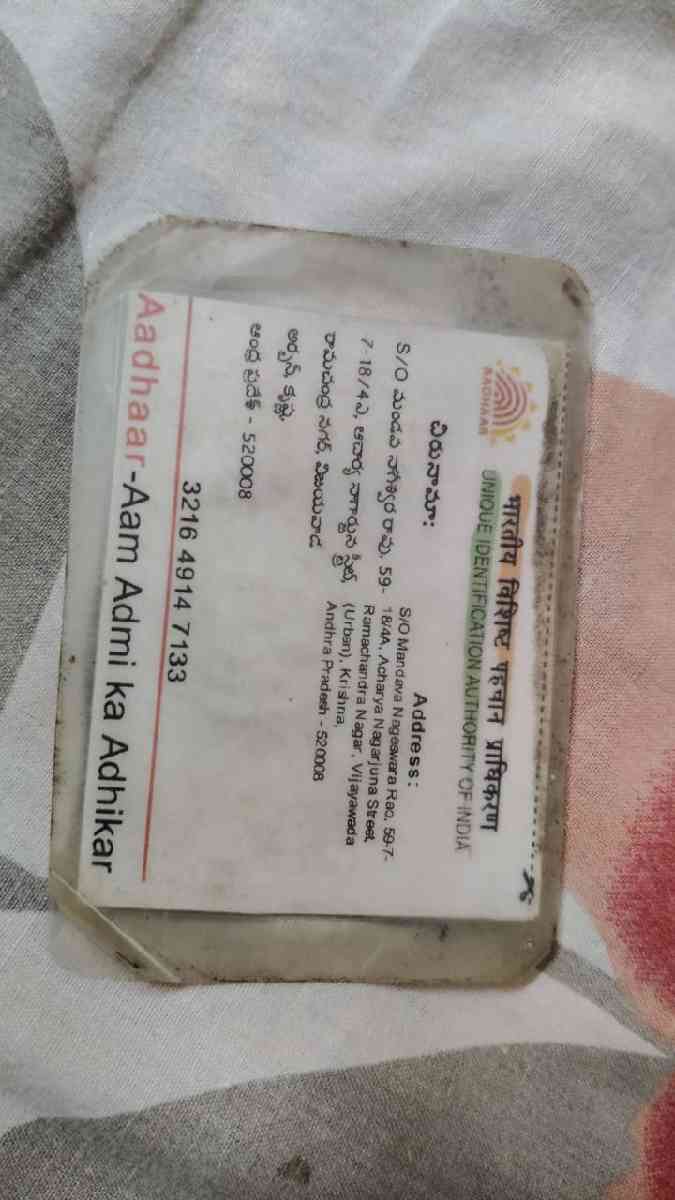 भारतीय विशिष्ट पहचान प्राधिकरण
UNIQUE IDENTIFICATION AUTHORITY OF INDIA
AADHAAR
చిరునామా:
S/O మండవ నాగేశ్వర రావు, 59-
7-18/4ఎ, ఆచార్య నాగార్జున స్ట్రీట్,
రామచంద్ర నగర్, విజయవాడ
అర్బన్, కృష్ణ,
ఆంధ్ర ప్రదేశ్ - 520008
Address:
S/O Mandava Nageswara Rao, 59-7-
18/4A, Acharya Nagarjuna Street,
Ramachandra Nagar, Vijayawada
(Urban), Krishna,
Andhra Pradesh - 520008
3216 4914 7133
Aadhaar-Aam Admi ka Adhikar